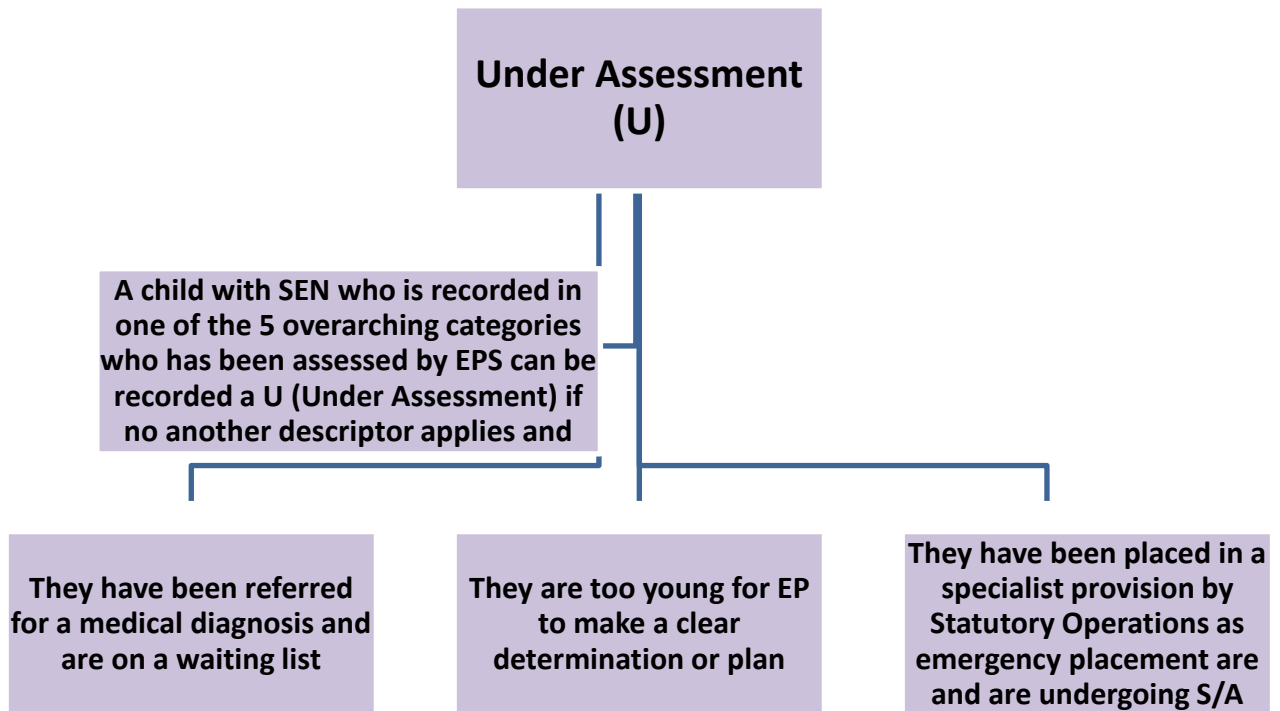 Under Assessment
(U)
A child with SEN who is recorded in
one of the 5 overarching categories
who has been assessed by EPS can be
recorded a U (Under Assessment) if
no another descriptor applies and
They have been referred
for a medical diagnosis and
are on a waiting list
They are too young for EP
to make a clear
determination or plan
They have been placed in a
specialist provision by
Statutory Operations as
emergency placement are
and are undergoing S/A